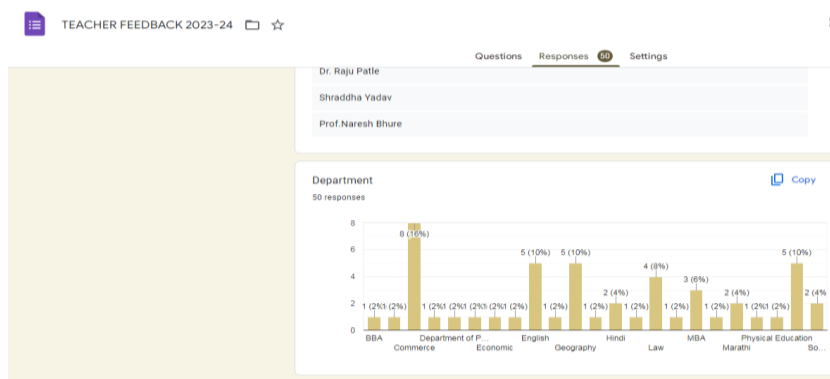 TEACHER FEEDBACK 2023-24
Questions Responses 50 Settings
Dr. Raju Patle
Shraddha Yadav
Prof.Naresh Bhure
Department
Copy
50 responses
8
6
4
2
0
8 (16%)
5 (10%) 5 (10%) 5 (10%)
4 (8%)
3 (6%)
2 (4%) 2 (4%) 2 (4%
1 (2%1 (2%) 1 (2%1 (2%1 (2%1 (2%) 1 (2%) 1 (2%) 1 (2%) 1 (2%) 1 (2%) 1 (2%) 1 (2%1 (2%)
BBA Department of P... English Hindi MBA Physical Education
Commerce Economic Geography Law Marathi So...